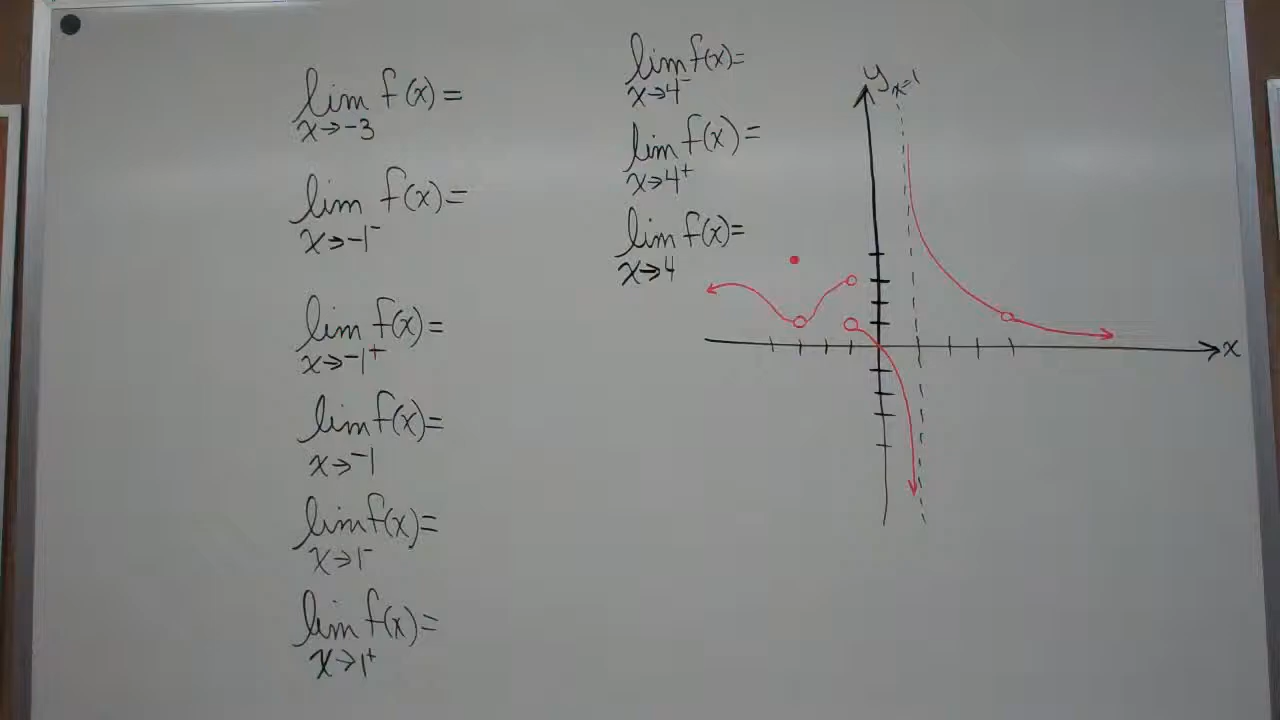 lim f(x) =
x→-3
lim f(x) =
x→-1⁻
lim f(x) =
x→-1⁺
lim f(x) =
x→-1
lim f(x) =
x→1⁻
lim f(x) =
x→1⁺
lim f(x) =
x→4⁻
lim f(x) =
x→4⁺
lim f(x) =
x→4
y
x=1
x